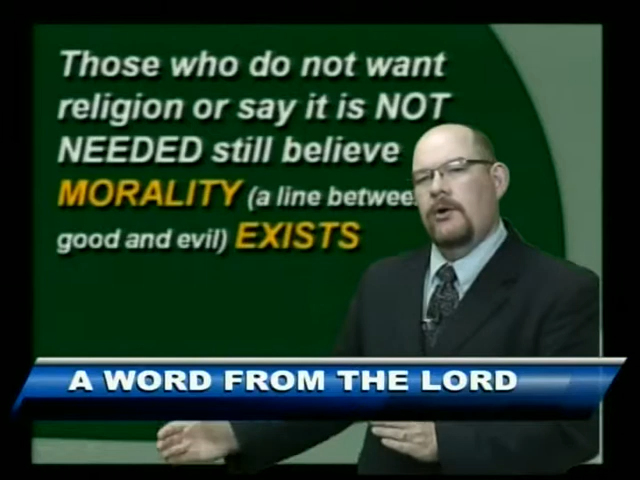 Those who do not want
religion or say it is NOT
NEEDED still believe
MORALITY (a line betwee
good and evil) EXISTS
A WORD FROM THE LORD